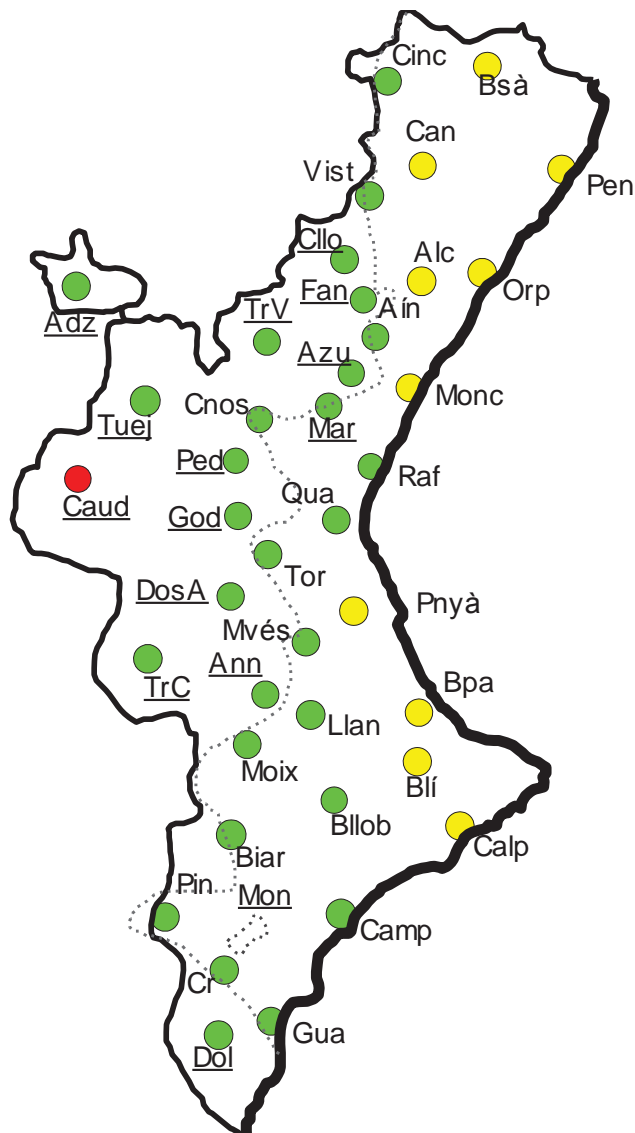 Cinc
Bsà
Can
Vist
Pen
Cllo
Alc
Fan
Orp
Adz
TrV
Aín
Azu
Monc
Cnos
Tuej
Mar
Ped
Raf
Caud
Qua
God
Tor
DosA
Pnyà
Mvés
Ann
TrC
Bpa
Llan
Moix
Blí
Bllob
Calp
Biar
Pin
Mon
Camp
Cr
Gua
Dol